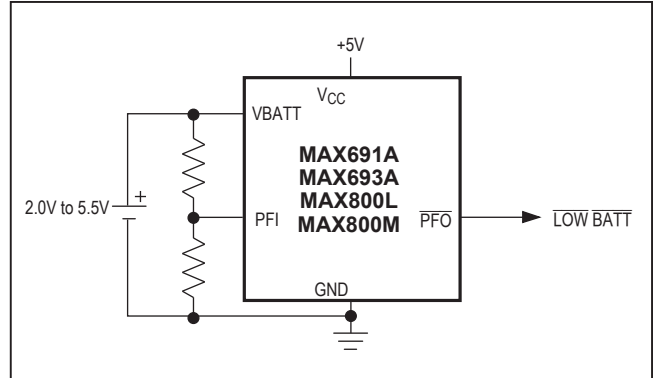 +5V
VCC
VBATT
MAX691A
MAX693A
MAX800L
MAX800M
2.0V to 5.5V
+
PFI
PFO
LOW BATT
GND